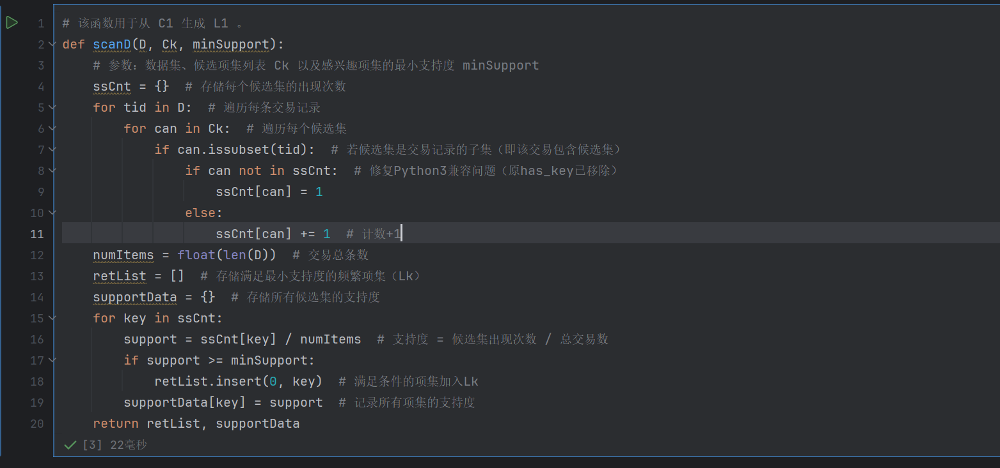 1 # 该函数用于从 C1 生成 L1 。
2 def scanD(D, Ck, minSupport):
3 # 参数：数据集、候选项集列表 Ck 以及感兴趣项集的最小支持度 minSupport
4 ssCnt = {} # 存储每个候选集的出现次数
5 for tid in D: # 遍历每条交易记录
6 for can in Ck: # 遍历每个候选集
7 if can.issubset(tid): # 若候选集是交易记录的子集（即该交易包含候选集）
8 if can not in ssCnt: # 修复Python3兼容问题（原has_key已移除）
9 ssCnt[can] = 1
10 else:
11 ssCnt[can] += 1 # 计数+1
12 numItems = float(len(D)) # 交易总条数
13 retList = [] # 存储满足最小支持度的频繁项集（Lk）
14 supportData = {} # 存储所有候选集的支持度
15 for key in ssCnt:
16 support = ssCnt[key] / numItems # 支持度 = 候选集出现次数 / 总交易数
17 if support >= minSupport:
18 retList.insert(0, key) # 满足条件的项集加入Lk
19 supportData[key] = support # 记录所有项集的支持度
20 return retList, supportData
[3] 22毫秒